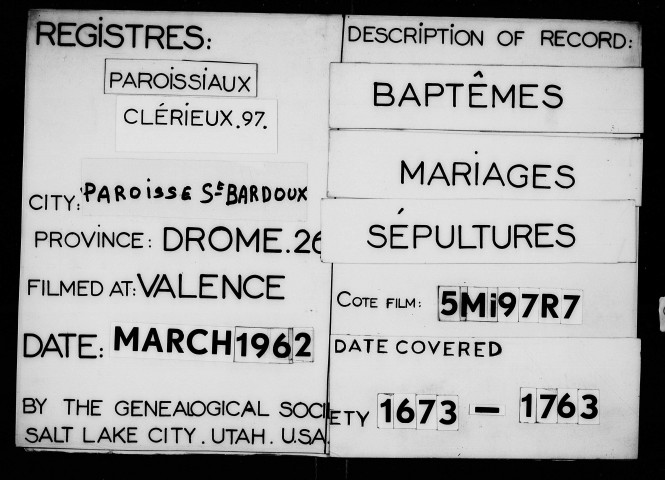 REGISTRES:
PAROISSIAUX
CLÉRIEUX.97.
CITY: PAROISSE SE BARDOUX
PROVINCE: DROME.26
FILMED AT: VALENCE
DATE: MARCH 1962
DESCRIPTION OF RECORD:
BAPTÊMES
MARIAGES
SÉPULTURES
COTE FILM: 5Mi97R7
DATE COVERED
1673 — 1763
BY THE GENEALOGICAL SOCIETY
SALT LAKE CITY. UTAH. U.S.A.